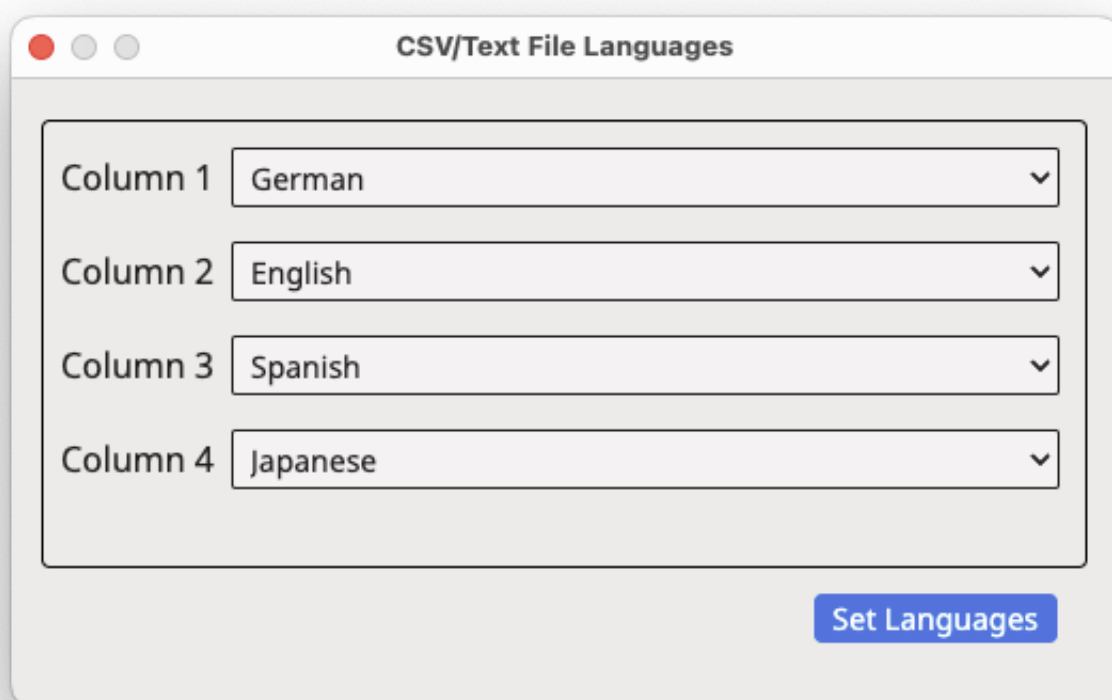 CSV/Text File Languages
Column 1 German
Column 2 English
Column 3 Spanish
Column 4 Japanese
Set Languages